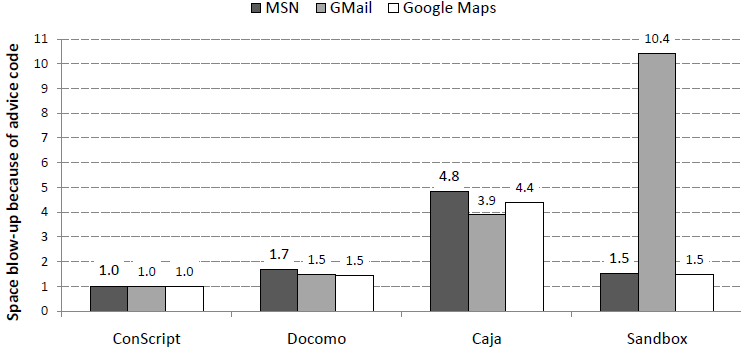 MSN GMail Google Maps
Space blow-up because of advice code
11
10
9
8
7
6
5
4
3
2
1
0
1.0 1.0 1.0
1.7 1.5 1.5
4.8 3.9 4.4
1.5 10.4 1.5
ConScript Docomo Caja Sandbox